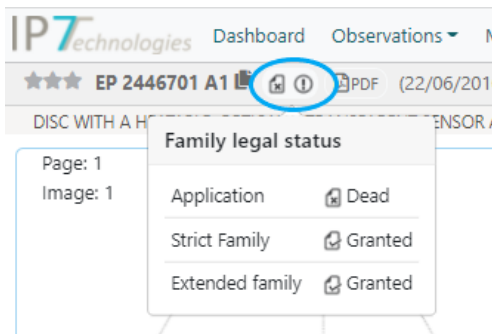 IP7Technologies Dashboard Observations
EP 2446701 A1 PDF (22/06/201
DISC WITH A H
Family legal status
Page: 1
Image: 1
Application Dead
Strict Family Granted
Extended family Granted